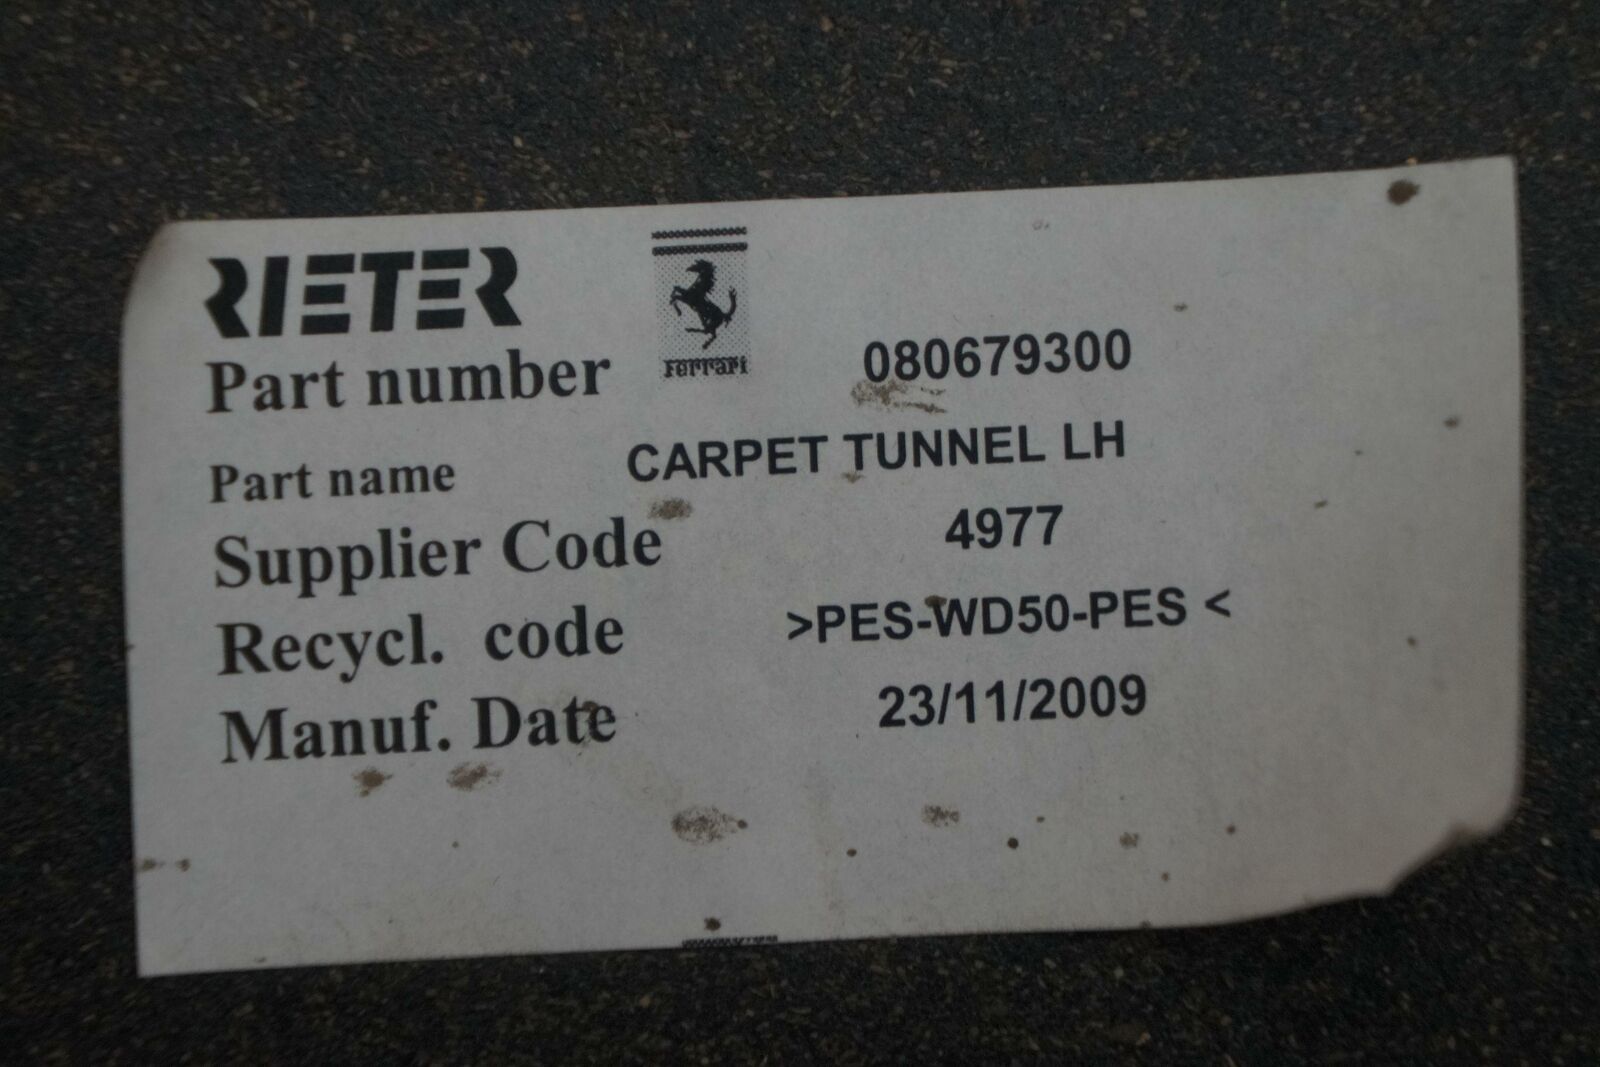 RIETER
Ferrari
Part number 080679300
Part name CARPET TUNNEL LH
Supplier Code 4977
Recycl. code >PES-WD50-PES <
Manuf. Date 23/11/2009